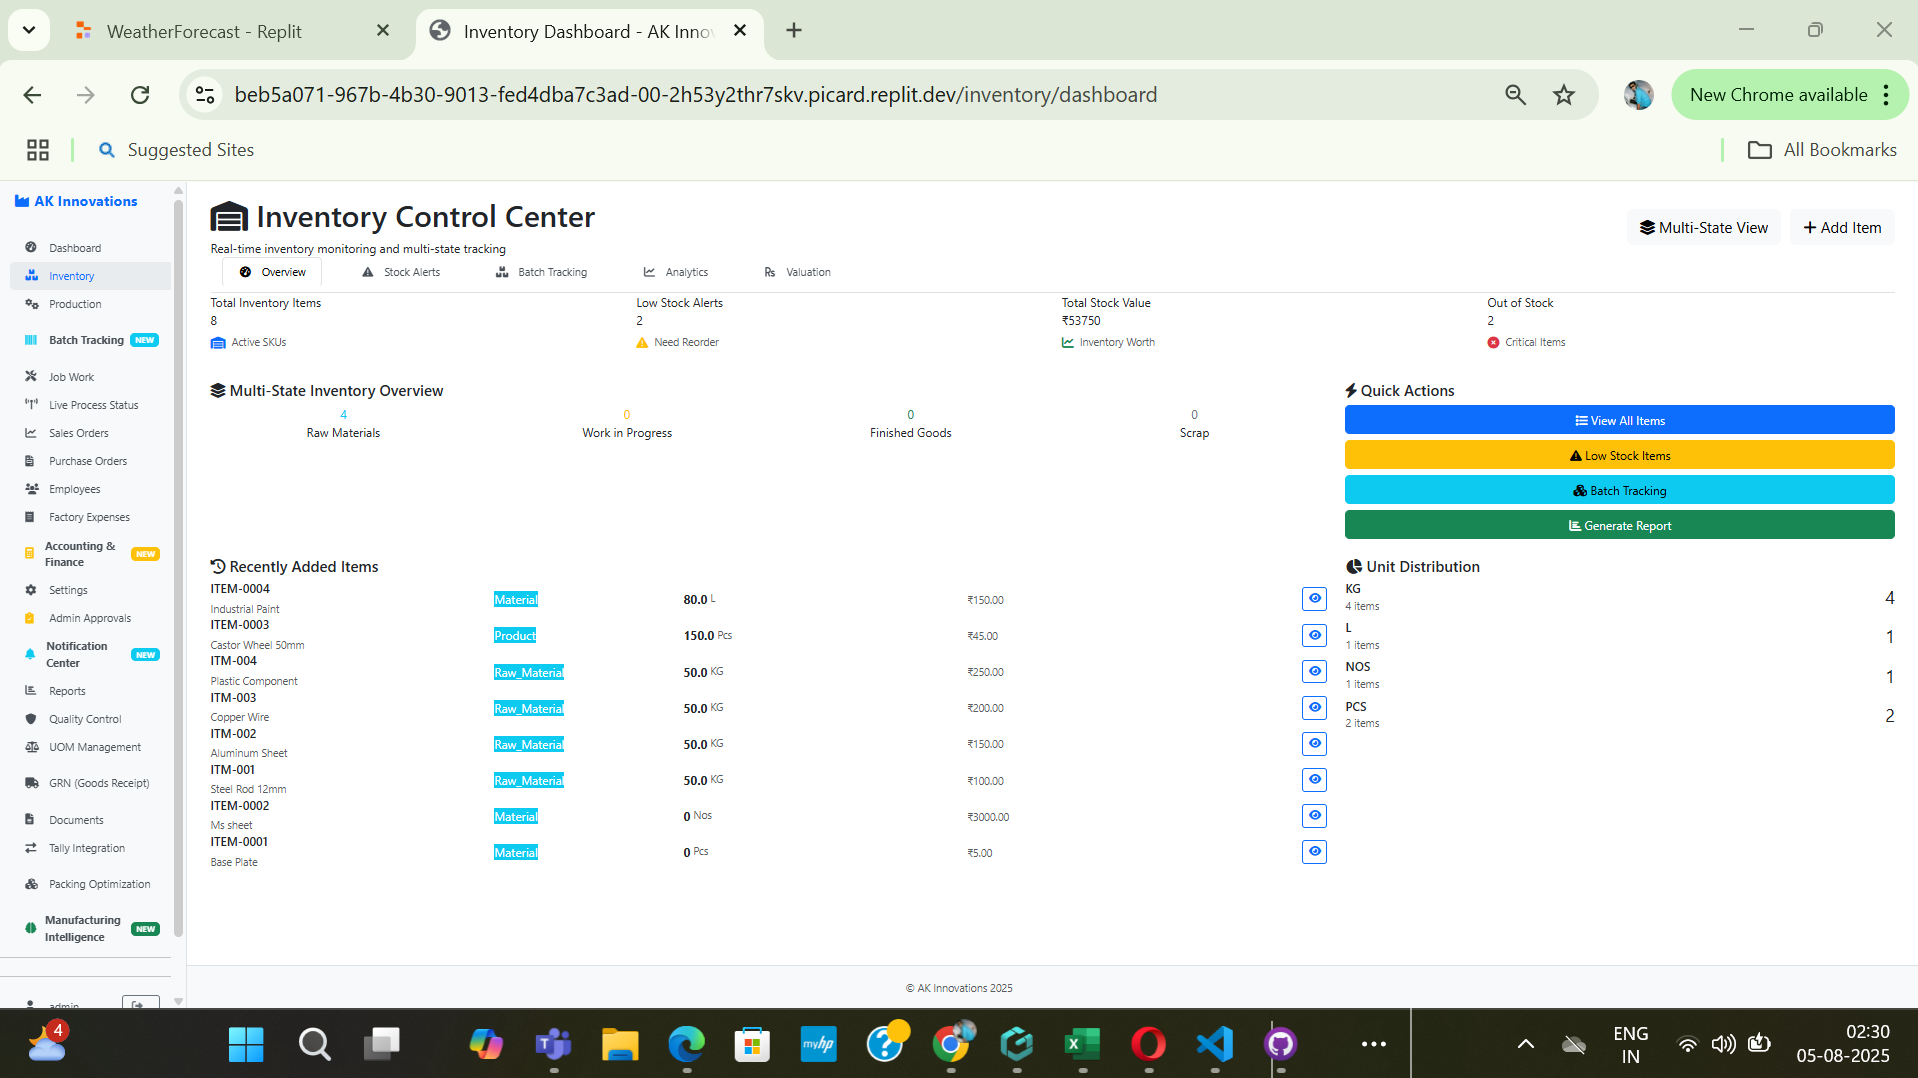 WeatherForecast - Replit
Inventory Dashboard - AK Inno
beb5a071-967b-4b30-9013-fed4dba7c3ad-00-2h53y2thr7skv.picard.replit.dev/inventory/dashboard
New Chrome available
Suggested Sites
All Bookmarks
AK Innovations
Dashboard
Inventory
Production
Batch Tracking NEW
Job Work
Live Process Status
Sales Orders
Purchase Orders
Employees
Factory Expenses
Accounting &
Finance
NEW
Settings
Admin Approvals
Notification
Center
NEW
Reports
Quality Control
UOM Management
GRN (Goods Receipt)
Documents
Tally Integration
Packing Optimization
Manufacturing
Intelligence
NEW
admin
Inventory Control Center
Real-time inventory monitoring and multi-state tracking
Multi-State View
Add Item
Overview
Stock Alerts
Batch Tracking
Analytics
₨ Valuation
Total Inventory Items
8
Active SKUs
Low Stock Alerts
2
Need Reorder
Total Stock Value
₹53750
Inventory Worth
Out of Stock
2
Critical Items
Multi-State Inventory Overview
4
Raw Materials
0
Work in Progress
0
Finished Goods
0
Scrap
Quick Actions
View All Items
Low Stock Items
Batch Tracking
Generate Report
Recently Added Items
ITEM-0004
Industrial Paint
Material
80.0 L
₹150.00
ITEM-0003
Castor Wheel 50mm
Product
150.0 Pcs
₹45.00
ITM-004
Plastic Component
Raw_Material
50.0 KG
₹250.00
ITM-003
Copper Wire
Raw_Material
50.0 KG
₹200.00
ITM-002
Aluminum Sheet
Raw_Material
50.0 KG
₹150.00
ITM-001
Steel Rod 12mm
Raw_Material
50.0 KG
₹100.00
ITEM-0002
Ms sheet
Material
0 Nos
₹3000.00
ITEM-0001
Base Plate
Material
0 Pcs
₹5.00
Unit Distribution
KG
4 items
4
L
1 items
1
NOS
1 items
1
PCS
2 items
2
© AK Innovations 2025
4
myhp
ENG
IN
02:30
05-08-2025